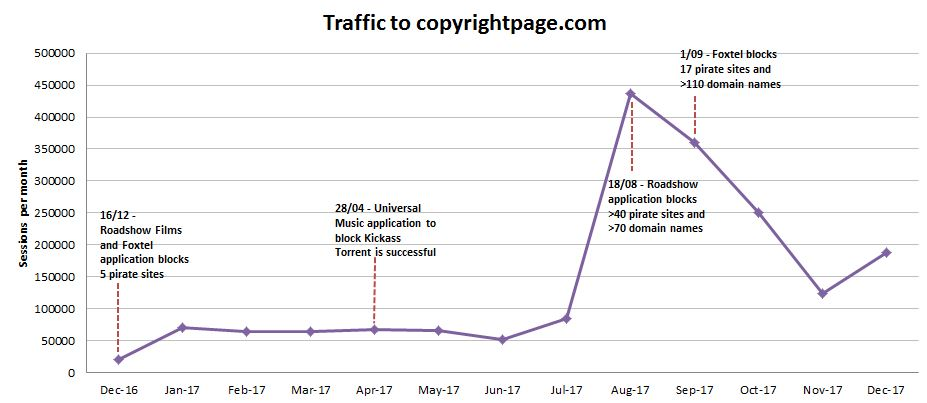 Traffic to copyrightpage.com
Sessions per month
500000
450000
400000
350000
300000
250000
200000
150000
100000
50000
0
16/12 -
Roadshow Films
and Foxtel
application blocks
5 pirate sites
28/04 - Universal
Music application to
block Kickass
Torrent is successful
18/08 - Roadshow
application blocks
>40 pirate sites and
>70 domain names
1/09 - Foxtel blocks
17 pirate sites and
>110 domain names
Dec-16 Jan-17 Feb-17 Mar-17 Apr-17 May-17 Jun-17 Jul-17 Aug-17 Sep-17 Oct-17 Nov-17 Dec-17